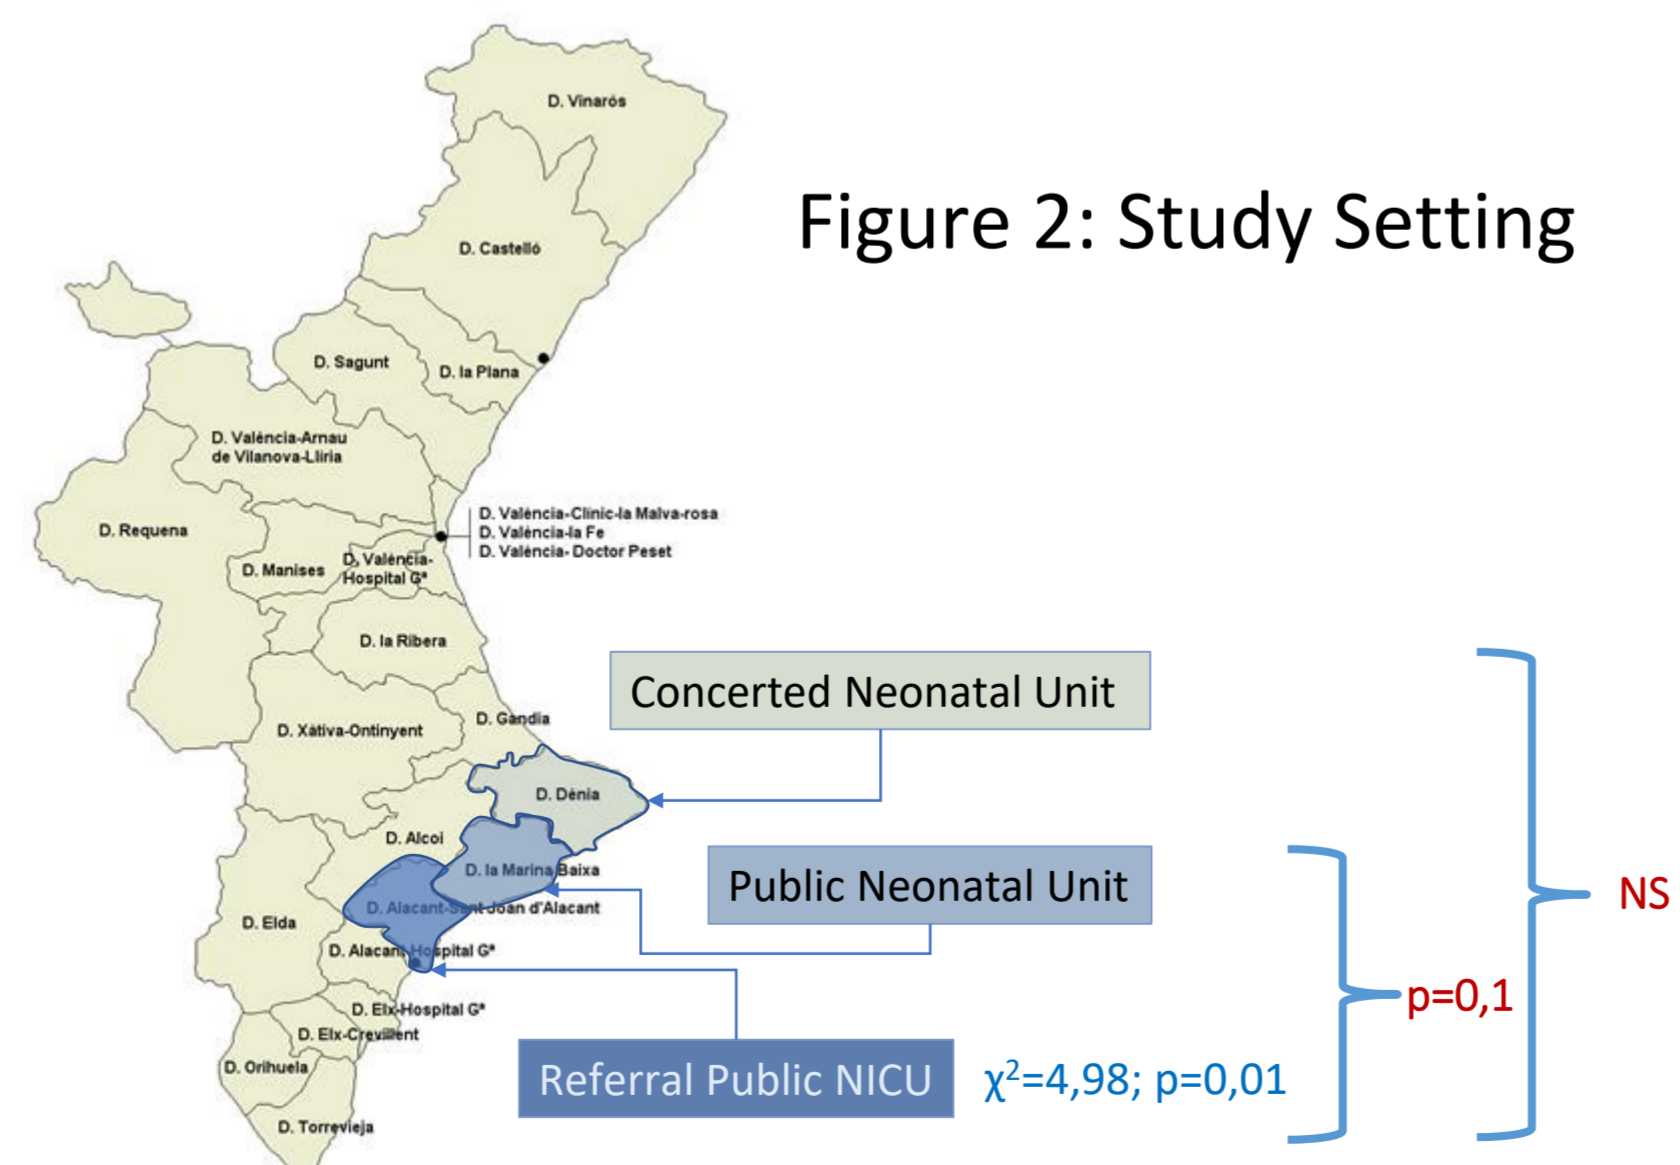 D. Vinarós
Figure 2: Study Setting
D. Castelló
D. Sagunt
D. la Plana
D. València-Arnau
de Vilanova-Llíria
D. Requena
D. València-Clínic-la Malva-rosa
D. València-la Fe
D. València- Doctor Peset
D. Manises
D. València-
Hospital Gª
D. la Ribera
Concerted Neonatal Unit
D. Gandia
D. Xàtiva-Ontinyent
D. Dénia
D. Alcoi
D. la Marina Baixa
Public Neonatal Unit
NS
D. Alacant-Sant Joan d'Alacant
D. Elda
D. Alacant-Hospital Gª
p=0,1
D. Elx-Hospital Gª
D. Elx-Crevillent
D. Orihuela
Referral Public NICU
χ²=4,98; p=0,01
D. Torrevieja